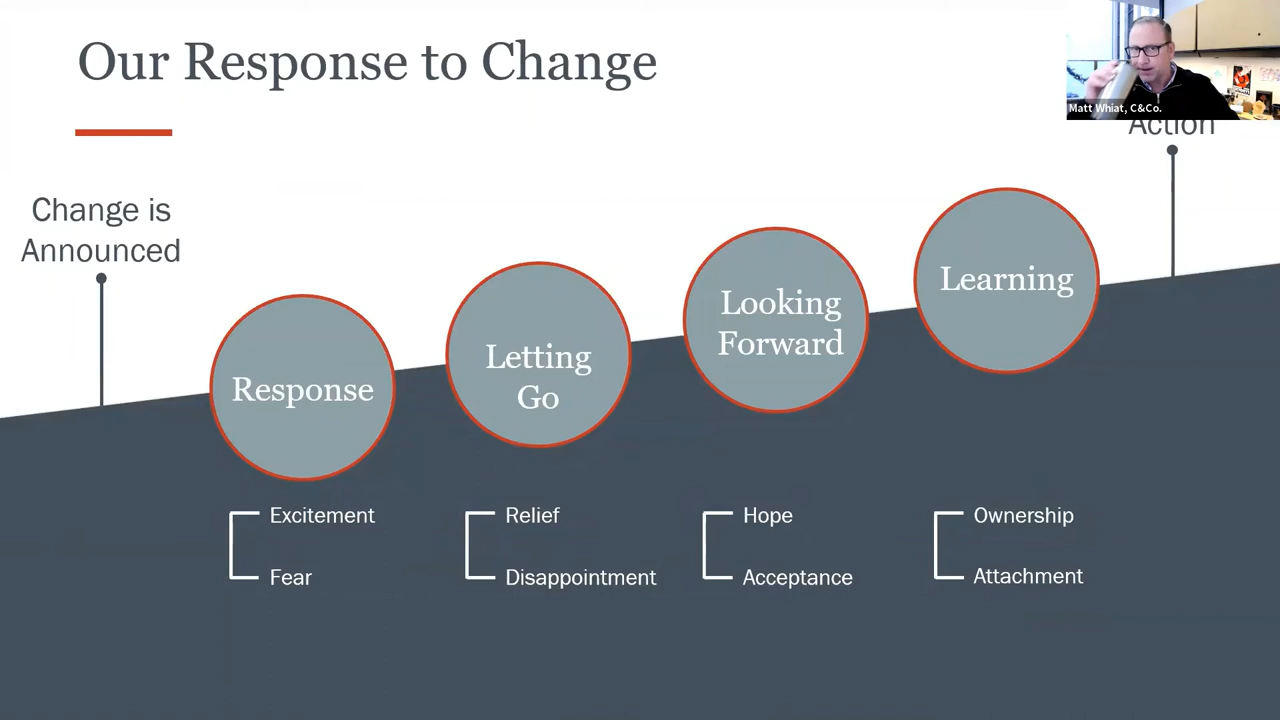 Our Response to Change
Matt Whiat, C&Co.
Action
Change is
Announced
Response
Letting
Go
Looking
Forward
Learning
Excitement
Fear
Relief
Disappointment
Hope
Acceptance
Ownership
Attachment